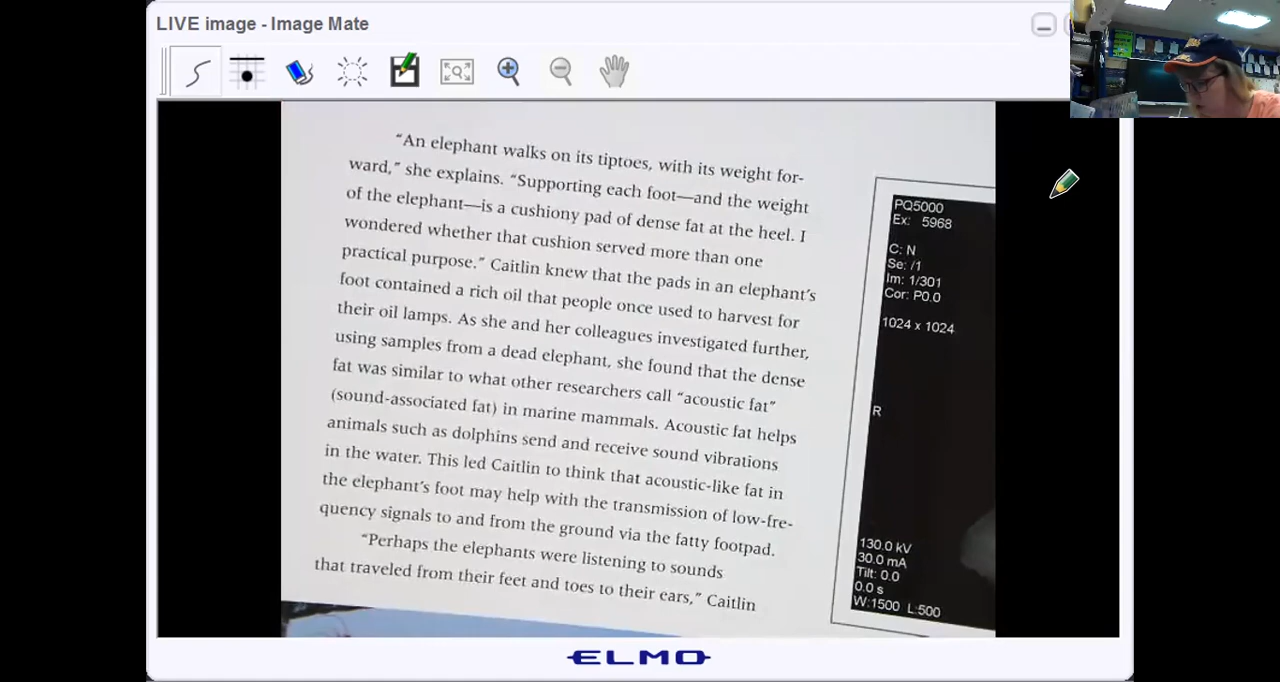 LIVE image - Image Mate
"An elephant walks on its tiptoes, with its weight for-
ward," she explains. "Supporting each foot—and the weight
of the elephant—is a cushiony pad of dense fat at the heel. I
wondered whether that cushion served more than one
practical purpose." Caitlin knew that the pads in an elephant's
foot contained a rich oil that people once used to harvest for
their oil lamps. As she and her colleagues investigated further,
using samples from a dead elephant, she found that the dense
fat was similar to what other researchers call "acoustic fat"
(sound-associated fat) in marine mammals. Acoustic fat helps
animals such as dolphins send and receive sound vibrations
in the water. This led Caitlin to think that acoustic-like fat in
the elephant's foot may help with the transmission of low-fre-
quency signals to and from the ground via the fatty footpad.
"Perhaps the elephants were listening to sounds
that traveled from their feet and toes to their ears," Caitlin
PQ5000
Ex: 5968
C: N
Se: /1
Im: 1/301
Cor: P0.0
1024 x 1024
R
130.0 kV
30.0 mA
Tilt: 0.0
0.0 s
W:1500 L:500
ELMO